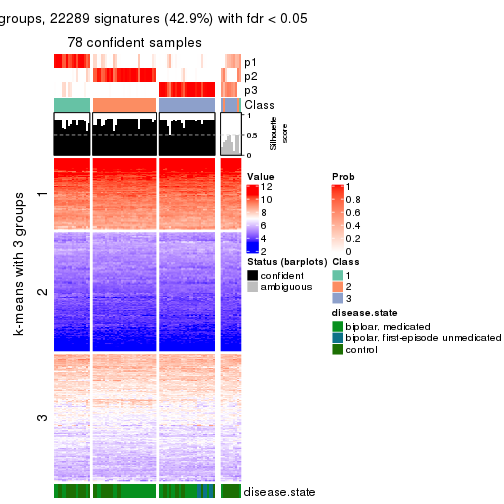 groups, 22289 signatures (42.9%) with fdr < 0.05
78 confident samples
p1
p2
p3
Class
1
0.5
0
Silhouette
score
k-means with 3 groups
1
2
3
disease.state
Value
12
10
8
6
4
2
Prob
1
0.8
0.6
0.4
0.2
0
Status (barplots)
confident
ambiguous
Class
1
2
3
disease.state
biploar. medicated
bipolar. first-episode unmedicated
control